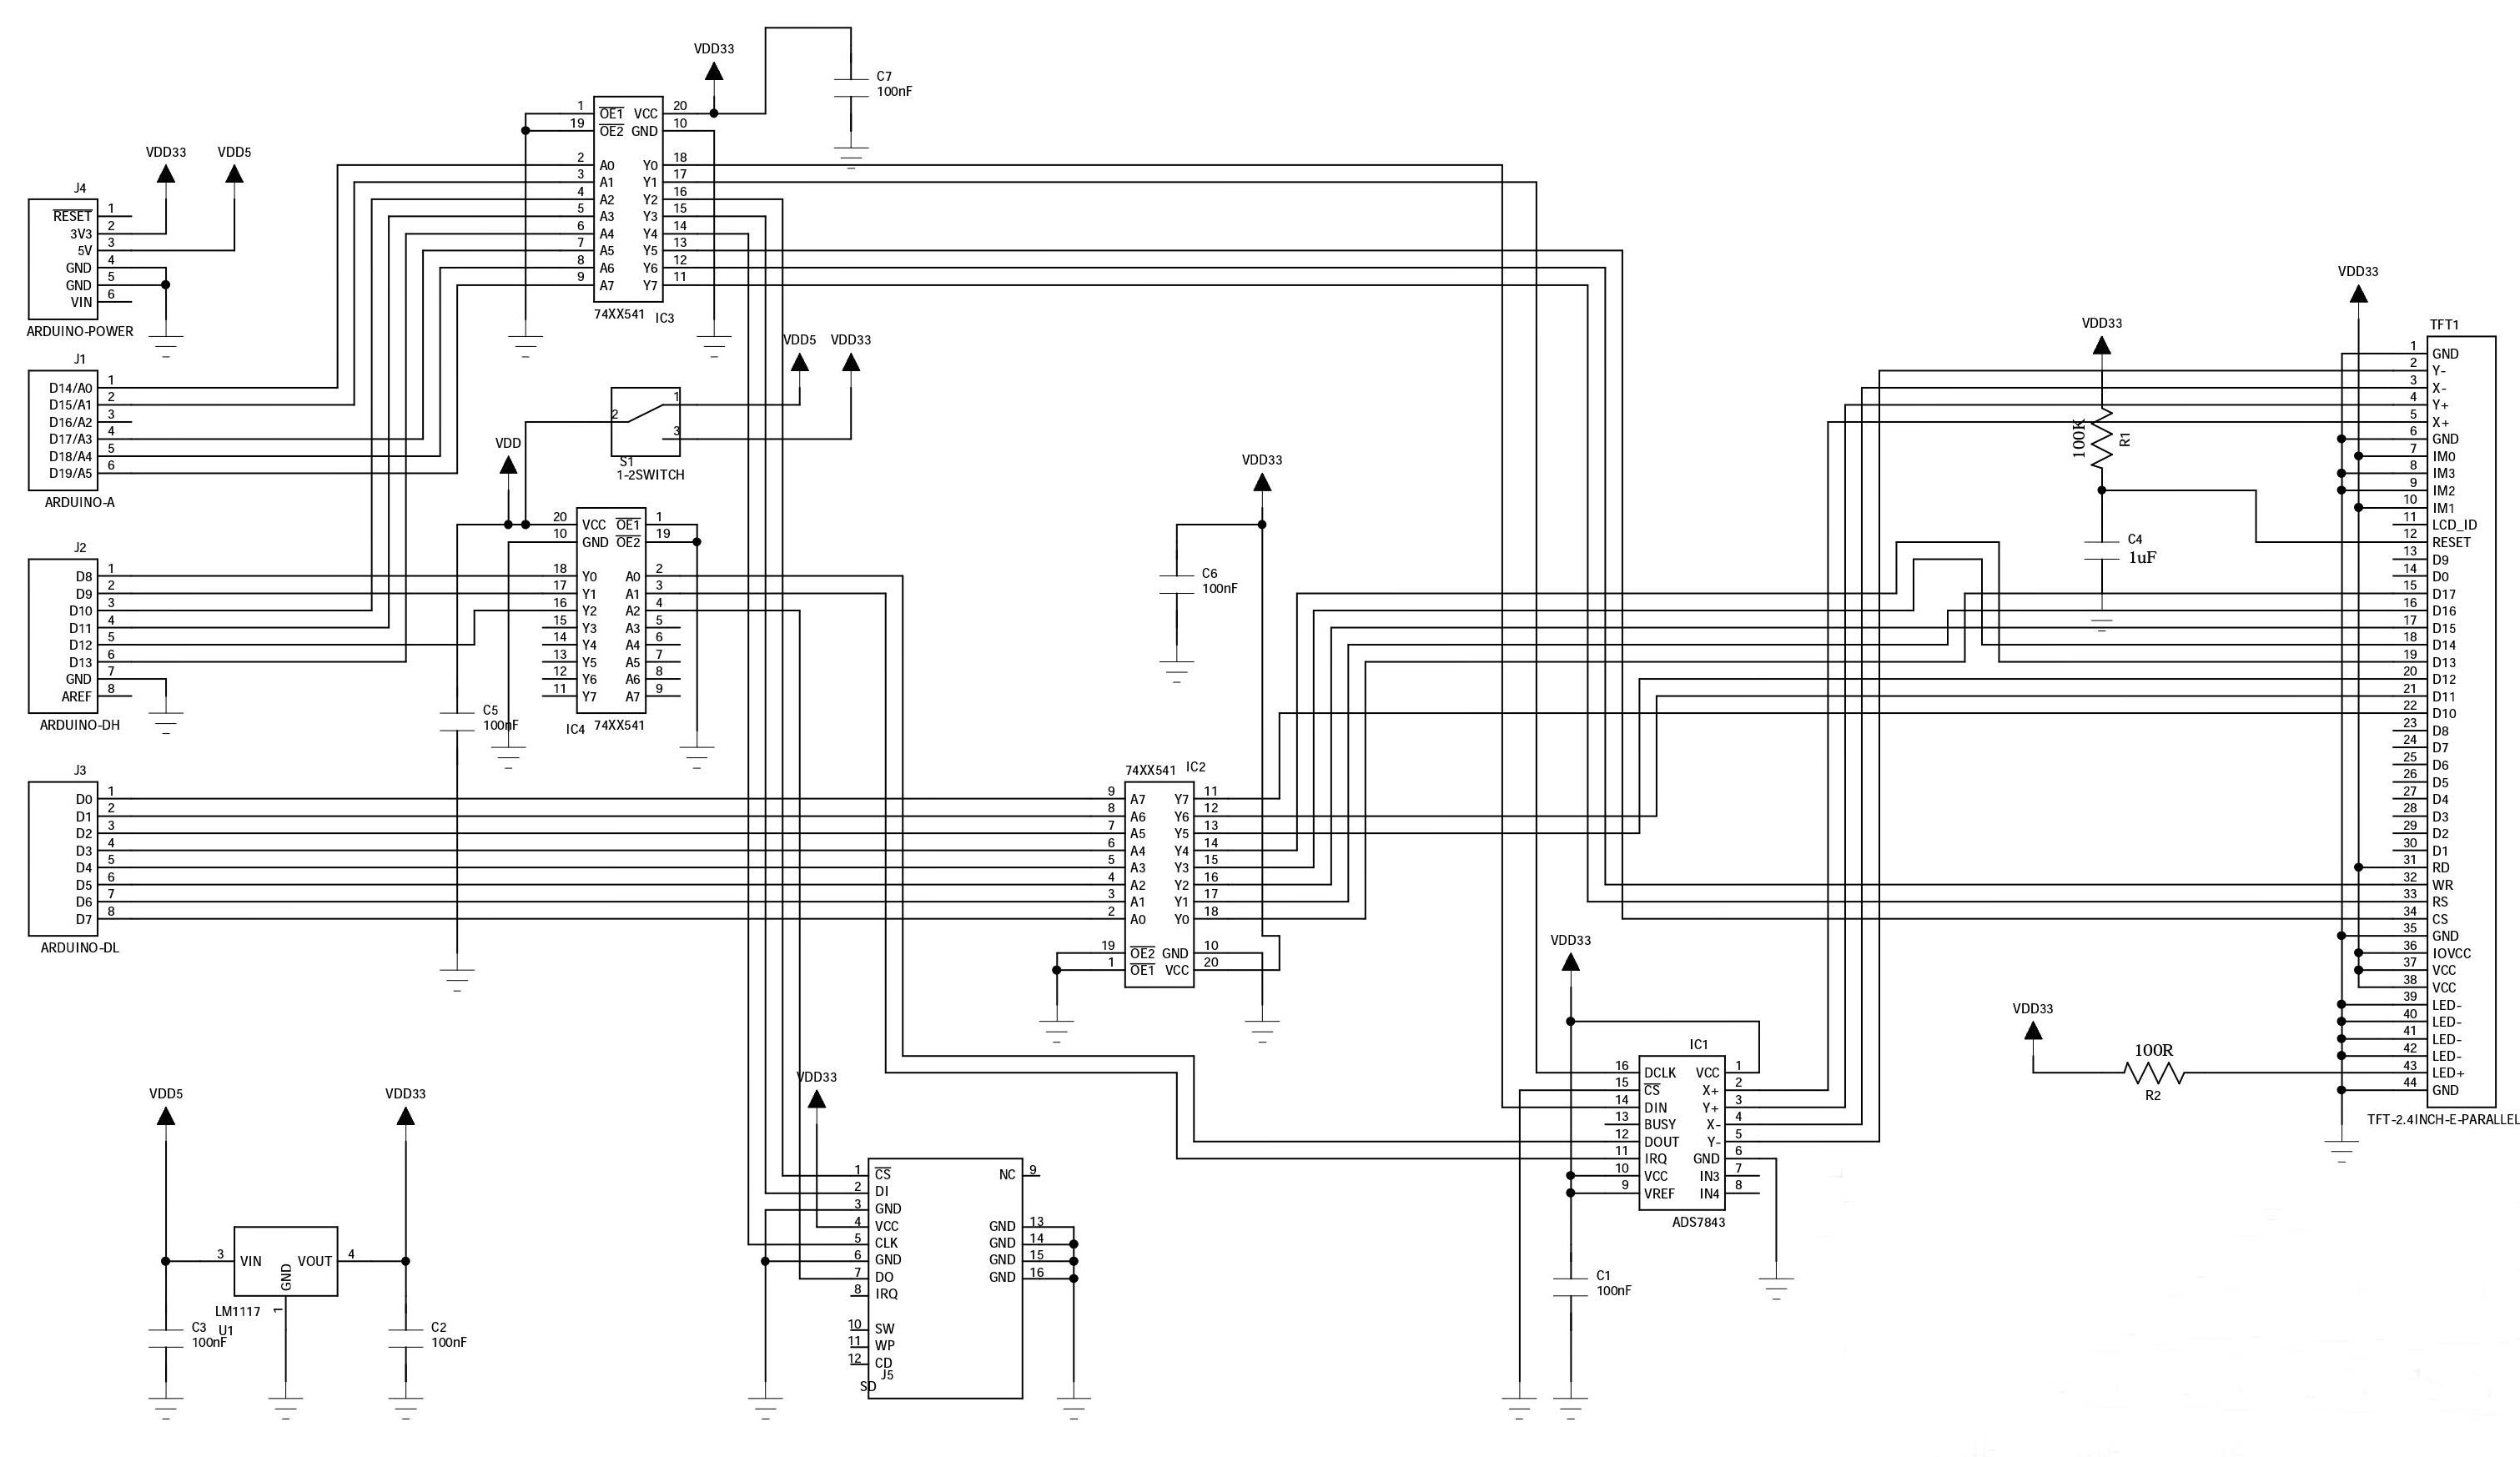 VDD33
C7
100nF
1 OE1 VCC 20
19 OE2 GND 10
2 A0 Y0 18
3 A1 Y1 17
4 A2 Y2 16
5 A3 Y3 15
6 A4 Y4 14
7 A5 Y5 13
8 A6 Y6 12
9 A7 Y7 11
74XX541 IC3
VDD33 VDD5
J4
RESET 1
3V3 2
5V 3
GND 4
GND 5
VIN 6
ARDUINO-POWER
J1
D14/A0 1
D15/A1 2
D16/A2 3
D17/A3 4
D18/A4 5
D19/A5 6
ARDUINO-A
VDD5 VDD33
1
2
3
S1
1-2SWITCH
VDD
20 VCC OE1 1
10 GND OE2 19
18 Y0 A0 2
17 Y1 A1 3
16 Y2 A2 4
15 Y3 A3 5
14 Y4 A4 6
13 Y5 A5 7
12 Y6 A6 8
11 Y7 A7 9
IC4 74XX541
C5
100nF
J2
D8 1
D9 2
D10 3
D11 4
D12 5
D13 6
GND 7
AREF 8
ARDUINO-DH
J3
D0 1
D1 2
D2 3
D3 4
D4 5
D5 6
D6 7
D7 8
ARDUINO-DL
VDD33
C6
100nF
74XX541 IC2
9 A7 Y7 11
8 A6 Y6 12
7 A5 Y5 13
6 A4 Y4 14
5 A3 Y3 15
4 A2 Y2 16
3 A1 Y1 17
2 A0 Y0 18
19 OE2 GND 10
1 OE1 VCC 20
VDD5 VDD33
3 VIN VOUT 4
GND
1
LM1117
U1
C3
100nF
C2
100nF
VDD33
1 CS NC 9
2 DI
3 GND
4 VCC GND 13
5 CLK GND 14
6 GND GND 15
7 DO GND 16
8 IRQ
10 SW
11 WP
12 CD
J5
SD
VDD33
IC1
16 DCLK VCC 1
15 CS X+ 2
14 DIN Y+ 3
13 BUSY X- 4
12 DOUT Y- 5
11 IRQ GND 6
10 VCC IN3 7
9 VREF IN4 8
ADS7843
C1
100nF
VDD33
100K
R1
C4
1uF
VDD33
100R
R2
VDD33
TFT1
1 GND
2 Y-
3 X-
4 Y+
5 X+
6 GND
7 IM0
8 IM3
9 IM2
10 IM1
11 LCD_ID
12 RESET
13 D9
14 D0
15 D17
16 D16
17 D15
18 D14
19 D13
20 D12
21 D11
22 D10
23 D8
24 D7
25 D6
26 D5
27 D4
28 D3
29 D2
30 D1
31 RD
32 WR
33 RS
34 CS
35 GND
36 IOVCC
37 VCC
38 VCC
39 LED-
40 LED-
41 LED-
42 LED-
43 LED+
44 GND
TFT-2.4INCH-E-PARALLEL